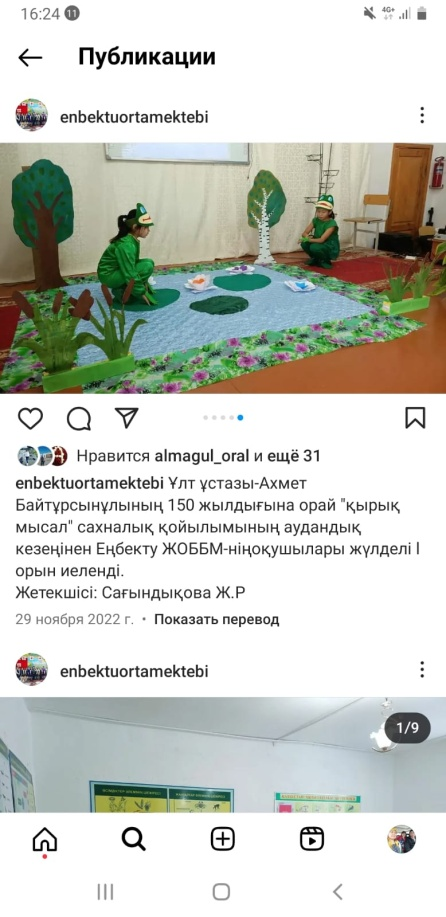 16:24 11 4G+
Публикации
enbektuortamektebi
Нравится almagul_oral и ещё 31
enbektuortamektebi Ұлт ұстазы-Ахмет
Байтұрсынұлының 150 жылдығына орай "қырық
мысал" сахналық қойылымының аудандық
кезеңінен Еңбекту ЖОББМ-ніңоқушылары жүлделі І
орын иеленді.
Жетекшісі: Сағындықова Ж.Р
29 ноября 2022 г. • Показать перевод
enbektuortamektebi
1/9